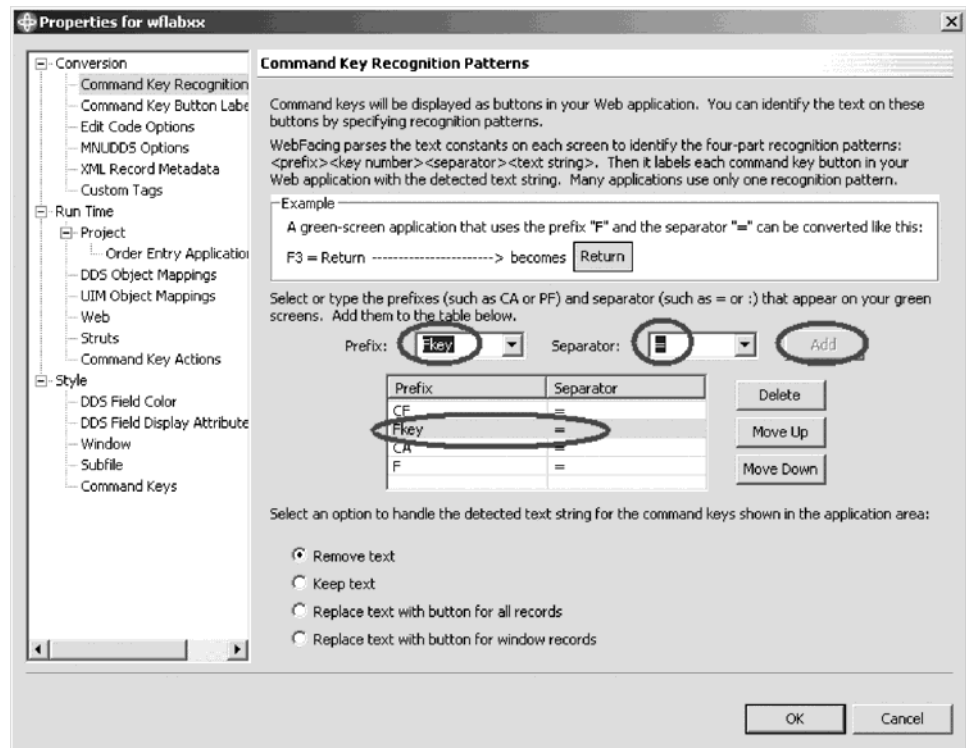 Properties for wflabxx
Conversion
Command Key Recognition
Command Key Button Labe
Edit Code Options
MNUDDS Options
XML Record Metadata
Custom Tags
Run Time
Project
Order Entry Application
DDS Object Mappings
UIM Object Mappings
Web
Struts
Command Key Actions
Style
DDS Field Color
DDS Field Display Attribute
Window
Subfile
Command Keys
Command Key Recognition Patterns
Command keys will be displayed as buttons in your Web application. You can identify the text on these
buttons by specifying recognition patterns.
WebFacing parses the text constants on each screen to identify the four-part recognition patterns:
<prefix><key number><separator><text string>. Then it labels each command key button in your
Web application with the detected text string. Many applications use only one recognition pattern.
Example
A green-screen application that uses the prefix "F" and the separator "=" can be converted like this:
F3 = Return ----------------------> becomes Return
Select or type the prefixes (such as CA or PF) and separator (such as = or :) that appear on your green
screens. Add them to the table below.
Prefix: Fkey Separator: = Add
Prefix Separator
CF =
Fkey =
CA =
F =
Delete
Move Up
Move Down
Select an option to handle the detected text string for the command keys shown in the application area:
Remove text
Keep text
Replace text with button for all records
Replace text with button for window records
OK Cancel